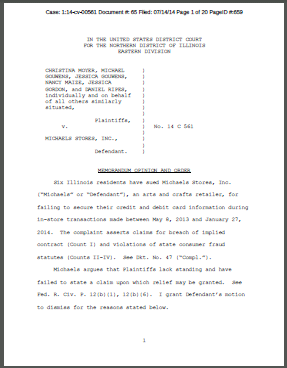 Case: 1:14-cv-00561 Document #: 65 Filed: 07/14/14 Page 1 of 20 PageID #:659
IN THE UNITED STATES DISTRICT COURT
FOR THE NORTHERN DISTRICT OF ILLINOIS
EASTERN DIVISION
CHRISTINA MOYER, MICHAEL
GOUWENS, JESSICA GOUWENS,
NANCY MAIZE, JESSICA
GORDON, and DANIEL RIPES,
individually and on behalf
of all others similarly
situated,
Plaintiffs,
v. No. 14 C 561
MICHAELS STORES, INC.,
Defendant.
MEMORANDUM OPINION AND ORDER
Six Illinois residents have sued Michaels Stores, Inc.
("Michaels" or "Defendant"), an arts and crafts retailer, for
failing to secure their credit and debit card information during
in-store transactions made between May 8, 2013 and January 27,
2014. The complaint asserts claims for breach of implied
contract (Count I) and violations of state consumer fraud
statutes (Counts II-IV). See Dkt. No. 47 ("Compl.").
Michaels argues that Plaintiffs lack standing and have
failed to state a claim upon which relief may be granted. See
Fed. R. Civ. P. 12(b)(1), 12(b)(6). I grant Defendant's motion
to dismiss for the reasons stated below.
1